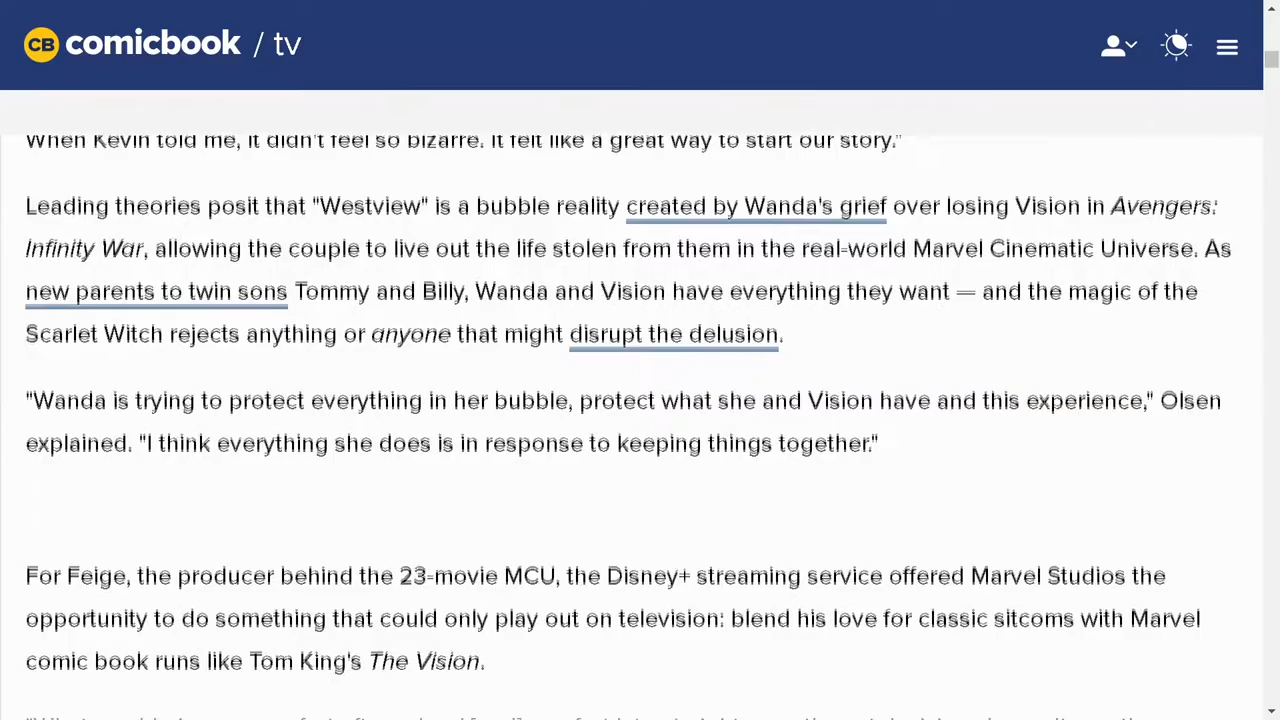 CB comicbook / tv
When Kevin told me, it didn't feel so bizarre. It felt like a great way to start our story."
Leading theories posit that "Westview" is a bubble reality created by Wanda's grief over losing Vision in Avengers:
Infinity War, allowing the couple to live out the life stolen from them in the real-world Marvel Cinematic Universe. As
new parents to twin sons Tommy and Billy, Wanda and Vision have everything they want — and the magic of the
Scarlet Witch rejects anything or anyone that might disrupt the delusion.
"Wanda is trying to protect everything in her bubble, protect what she and Vision have and this experience," Olsen
explained. "I think everything she does is in response to keeping things together."
For Feige, the producer behind the 23-movie MCU, the Disney+ streaming service offered Marvel Studios the
opportunity to do something that could only play out on television: blend his love for classic sitcoms with Marvel
comic book runs like Tom King's The Vision.